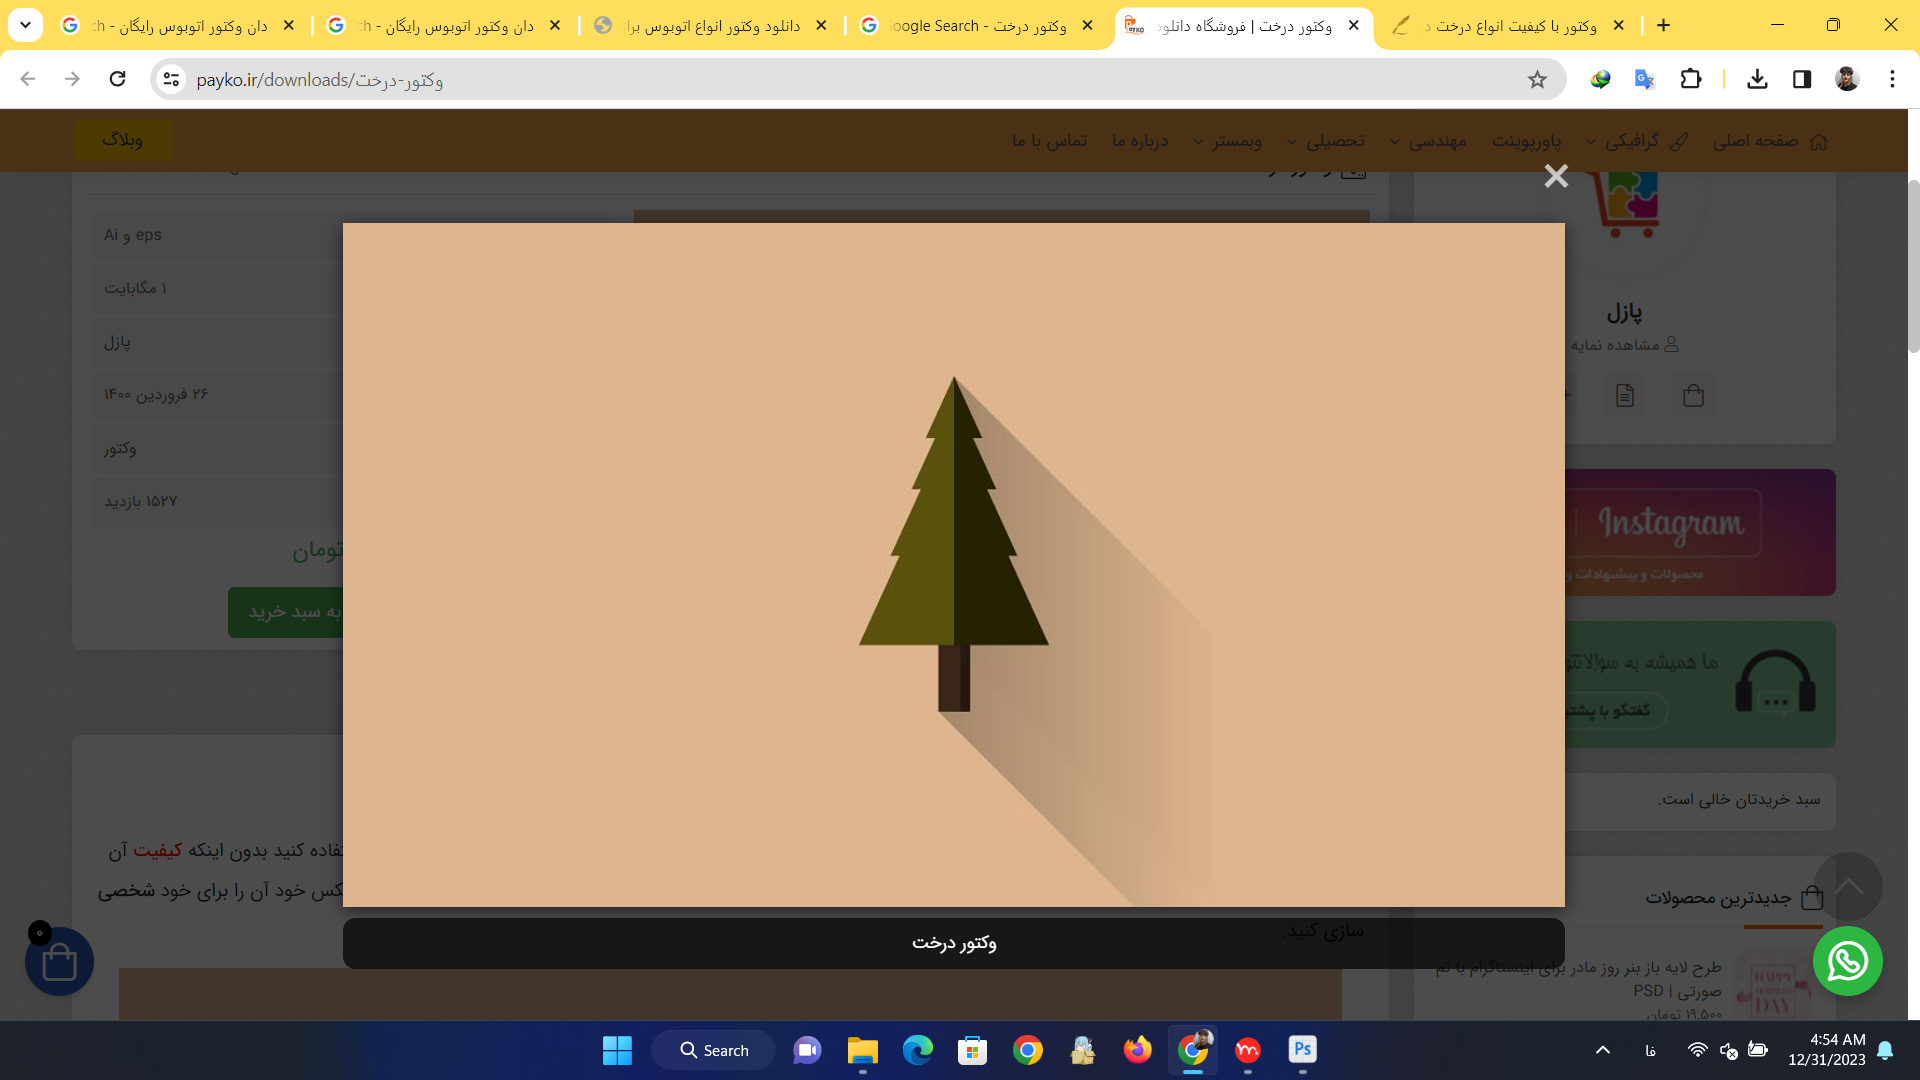 دان وکتور اتوبوس رایگان - ch
دان وکتور اتوبوس رایگان - ch
دانلود وکتور انواع اتوبوس برا
وکتور درخت - Google Search
وکتور درخت | فروشگاه دانلود
وکتور با کیفیت انواع درخت د
payko.ir/downloads/وکتور-درخت
صفحه اصلی
گرافیکی
پاورپوینت
مهندسی
تحصیلی
وبمستر
درباره ما
تماس با ما
وبلاگ
eps و Ai
۱ مگابایت
پازل
۲۶ فروردین ۱۴۰۰
وکتور
۱۵۲۷ بازدید
تومان
به سبد خرید
پازل
مشاهده نمایه
Instagram
محصولات و پیشنهادات و
ما همیشه به سوالاتتو
گفتگو با پشتی
سبد خریدتان خالی است.
فاده کنید بدون اینکه کیفیت آن
کس خود آن را برای خود شخصی
سازی کنید.
وکتور درخت
۰
جدیدترین محصولات
طرح لایه باز بنر روز مادر برای اینستاگرام با تم
صورتی | PSD
۱۹,۵۰۰ تومان
HAPPY
MOTHERS
DAY
Search
Ps
فا
4:54 AM
12/31/2023